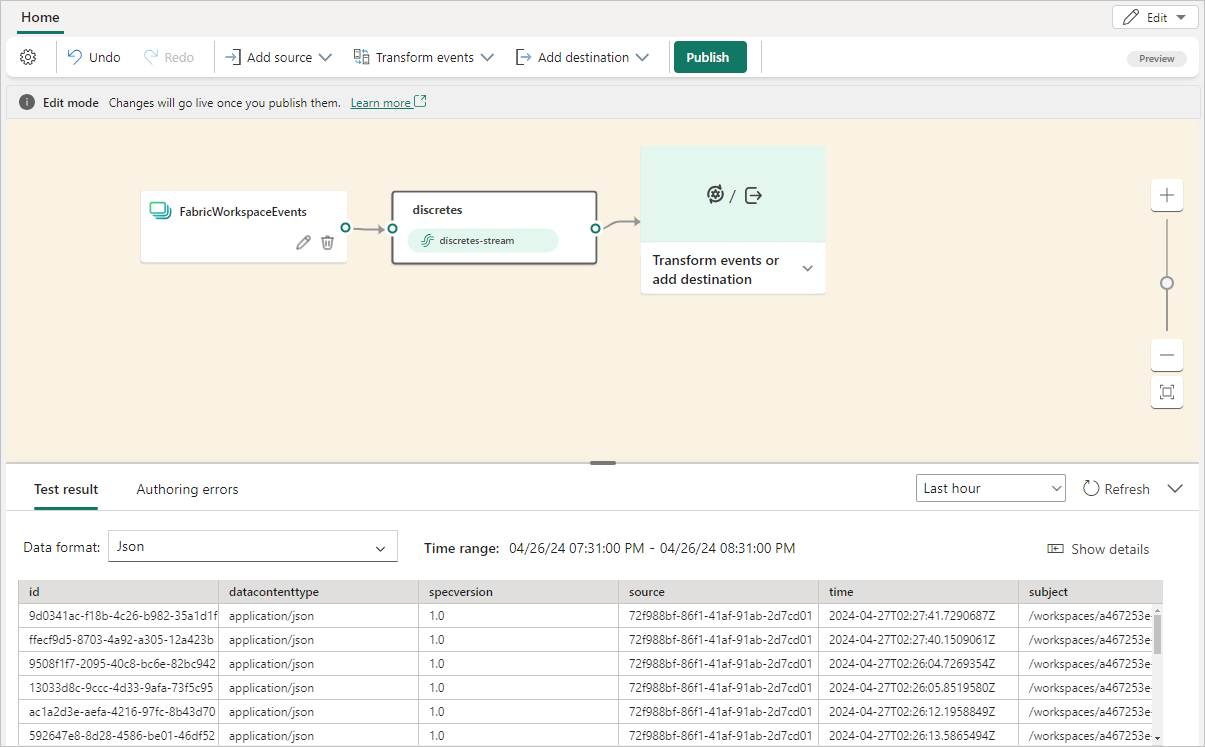 Home
Edit
Undo Redo Add source Transform events Add destination Publish Preview
Edit mode Changes will go live once you publish them. Learn more
FabricWorkspaceEvents
discretes
discretes-stream
/
Transform events or
add destination
Test result Authoring errors Last hour Refresh
Data format: Json Time range: 04/26/24 07:31:00 PM - 04/26/24 08:31:00 PM Show details
id datacontenttype specversion source time subject
9d0341ac-f18b-4c26-b982-35a1d1f application/json 1.0 72f988bf-86f1-41af-91ab-2d7cd01 2024-04-27T02:27:41.7290687Z /workspaces/a467253e-
ffecf9d5-8703-4a92-a305-12a423b application/json 1.0 72f988bf-86f1-41af-91ab-2d7cd01 2024-04-27T02:27:40.1509061Z /workspaces/a467253e-
9508f1f7-2095-40c8-bc6e-82bc942 application/json 1.0 72f988bf-86f1-41af-91ab-2d7cd01 2024-04-27T02:26:04.7269354Z /workspaces/a467253e-
13033d8c-9ccc-4d33-9afa-73f5c95 application/json 1.0 72f988bf-86f1-41af-91ab-2d7cd01 2024-04-27T02:26:05.8519580Z /workspaces/a467253e-
ac1a2d3e-aefa-4216-97fc-8b43d70 application/json 1.0 72f988bf-86f1-41af-91ab-2d7cd01 2024-04-27T02:26:12.1958849Z /workspaces/a467253e-
592647e8-8d28-4586-be01-46df52 application/json 1.0 72f988bf-86f1-41af-91ab-2d7cd01 2024-04-27T02:26:13.5865494Z /workspaces/a467253e-